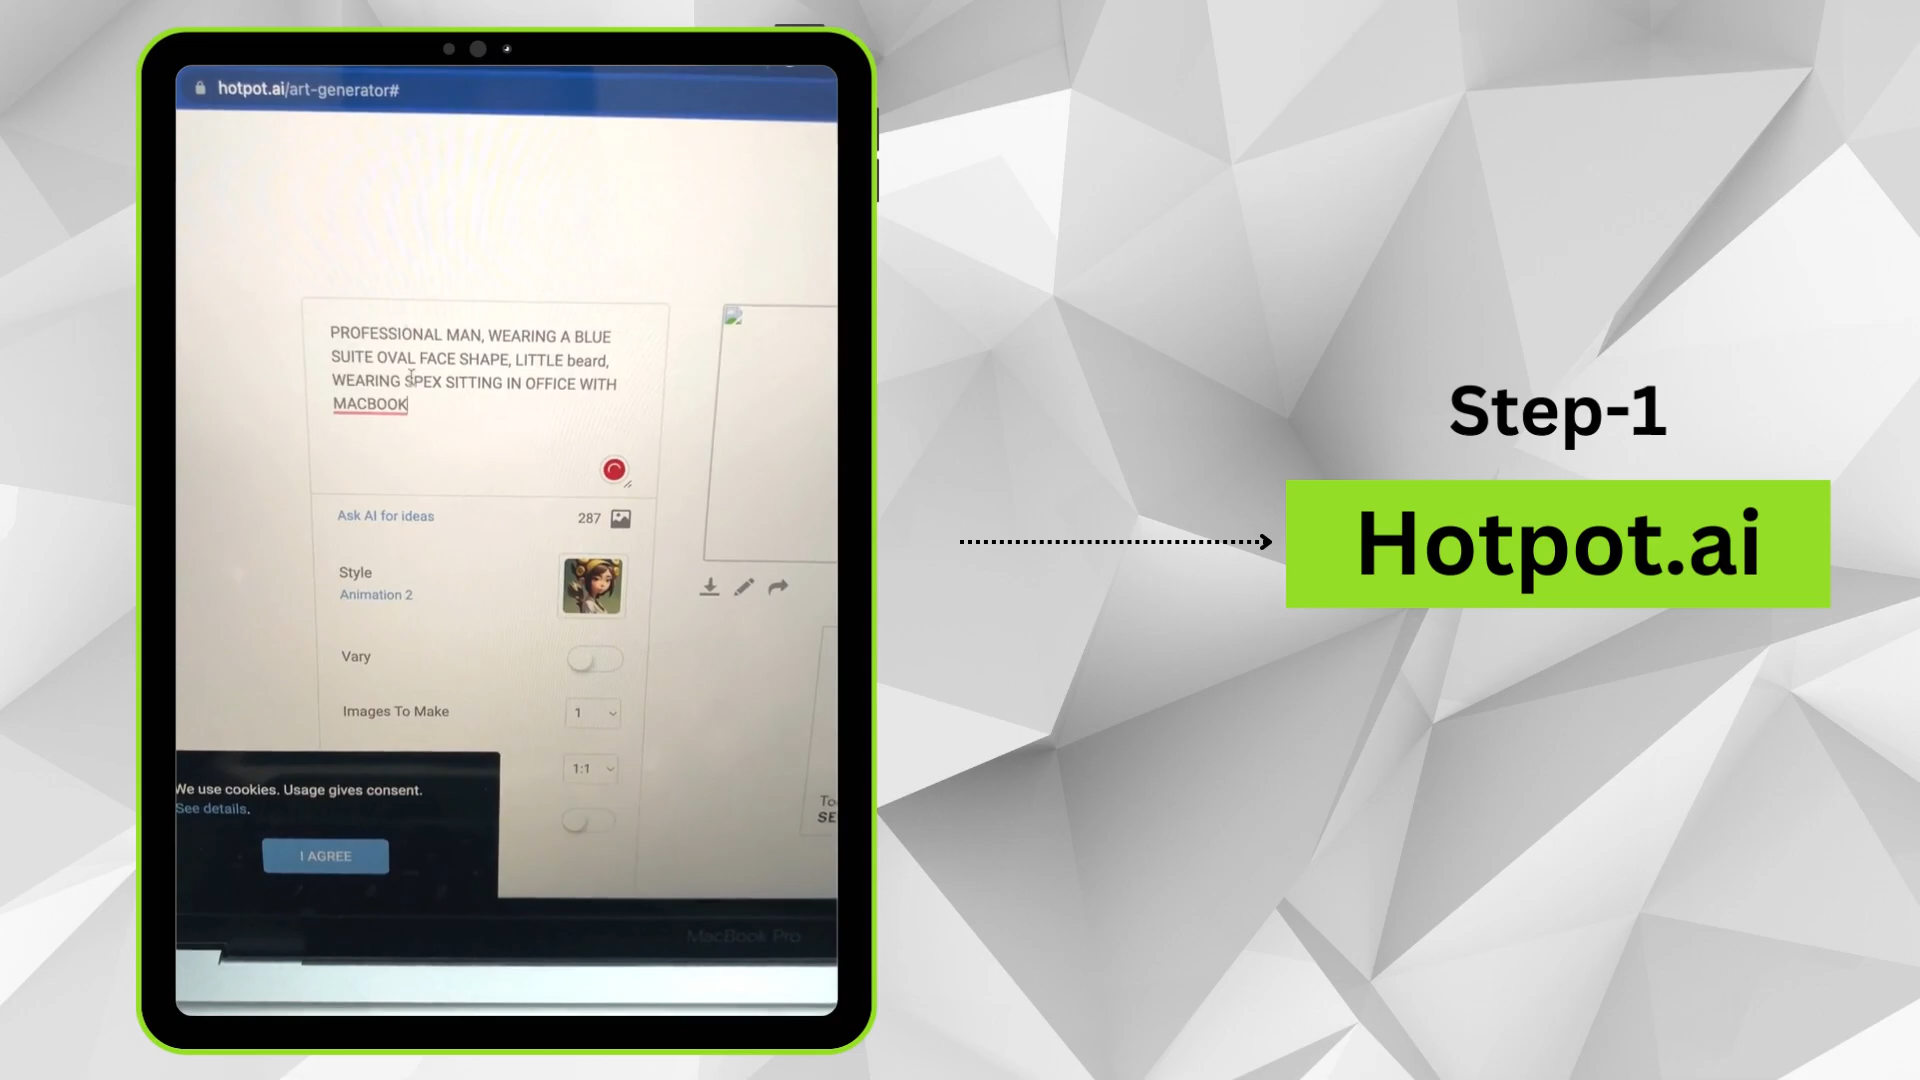 hotpot.ai/art-generator#
PROFESSIONAL MAN, WEARING A BLUE
SUITE OVAL FACE SHAPE, LITTLE beard,
WEARING SPEX SITTING IN OFFICE WITH
MACBOOK
Ask AI for ideas 287
Style
Animation 2
Vary
Images To Make 1
1:1
We use cookies. Usage gives consent.
See details.
I AGREE
To
SE
MacBook Pro
Step-1
Hotpot.ai